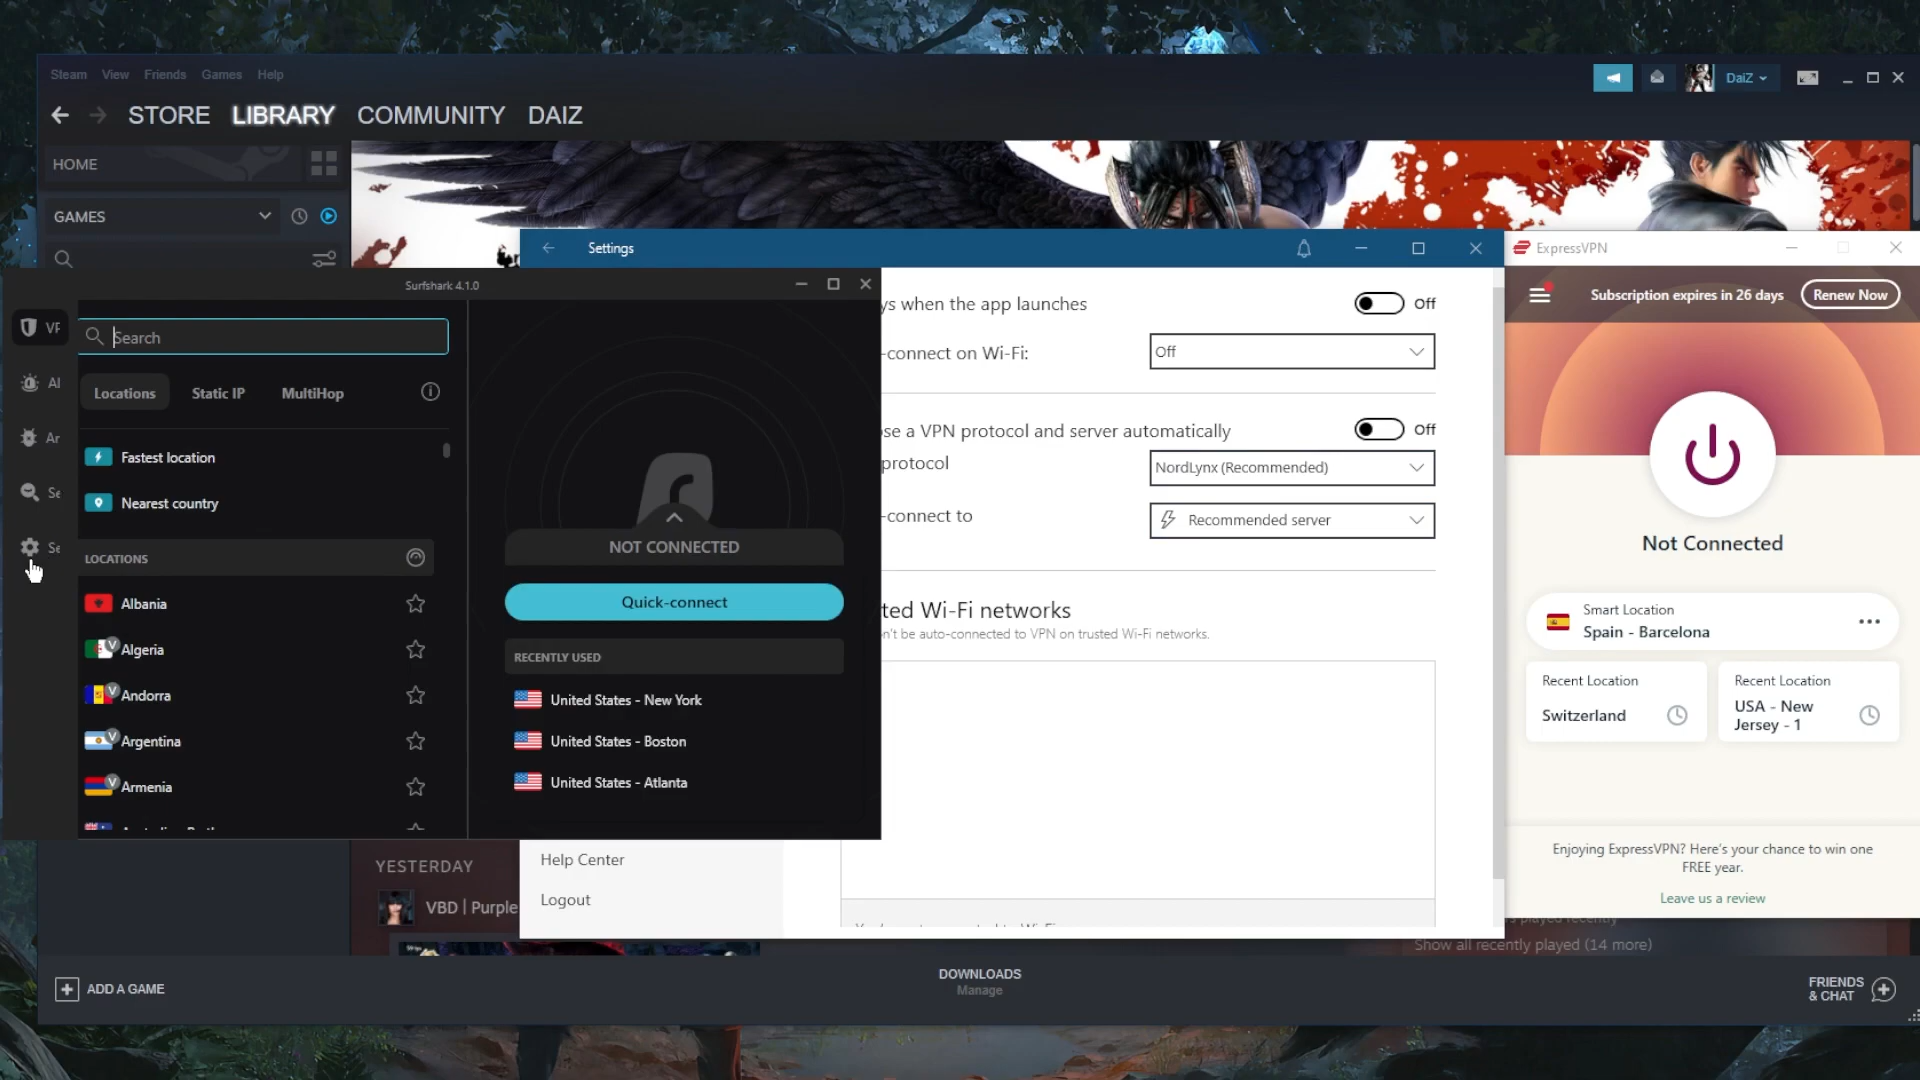 Steam View Friends Games Help
DaiZ
STORE LIBRARY COMMUNITY DAIZ
HOME
GAMES
Surfshark 4.1.0
VP
Search
AI
Locations Static IP MultiHop
Ar
Fastest location
Se
Nearest country
Se
LOCATIONS
Albania
Algeria
Andorra
Argentina
Armenia
NOT CONNECTED
Quick-connect
RECENTLY USED
United States - New York
United States - Boston
United States - Atlanta
Settings
ys when the app launches Off
-connect on Wi-Fi: Off
se a VPN protocol and server automatically Off
protocol NordLynx (Recommended)
-connect to Recommended server
ted Wi-Fi networks
n't be auto-connected to VPN on trusted Wi-Fi networks.
Help Center
Logout
ExpressVPN
Subscription expires in 26 days Renew Now
Not Connected
Smart Location
Spain - Barcelona
Recent Location
Switzerland
Recent Location
USA - New
Jersey - 1
Enjoying ExpressVPN? Here's your chance to win one
FREE year.
Leave us a review
YESTERDAY
VBD | Purple
played recently
Show all recently played (14 more)
ADD A GAME
DOWNLOADS
Manage
FRIENDS
& CHAT